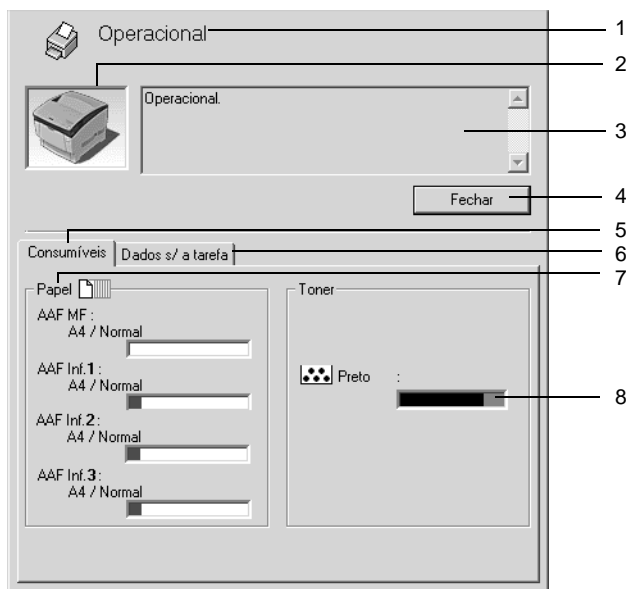 Operacional
1
2
Operacional.
3
Fechar
4
5
Consumíveis
Dados s/ a tarefa
6
7
Papel
Toner
AAF MF :
A4 / Normal
AAF Inf.1 :
A4 / Normal
Preto :
8
AAF Inf.2 :
A4 / Normal
AAF Inf.3 :
A4 / Normal